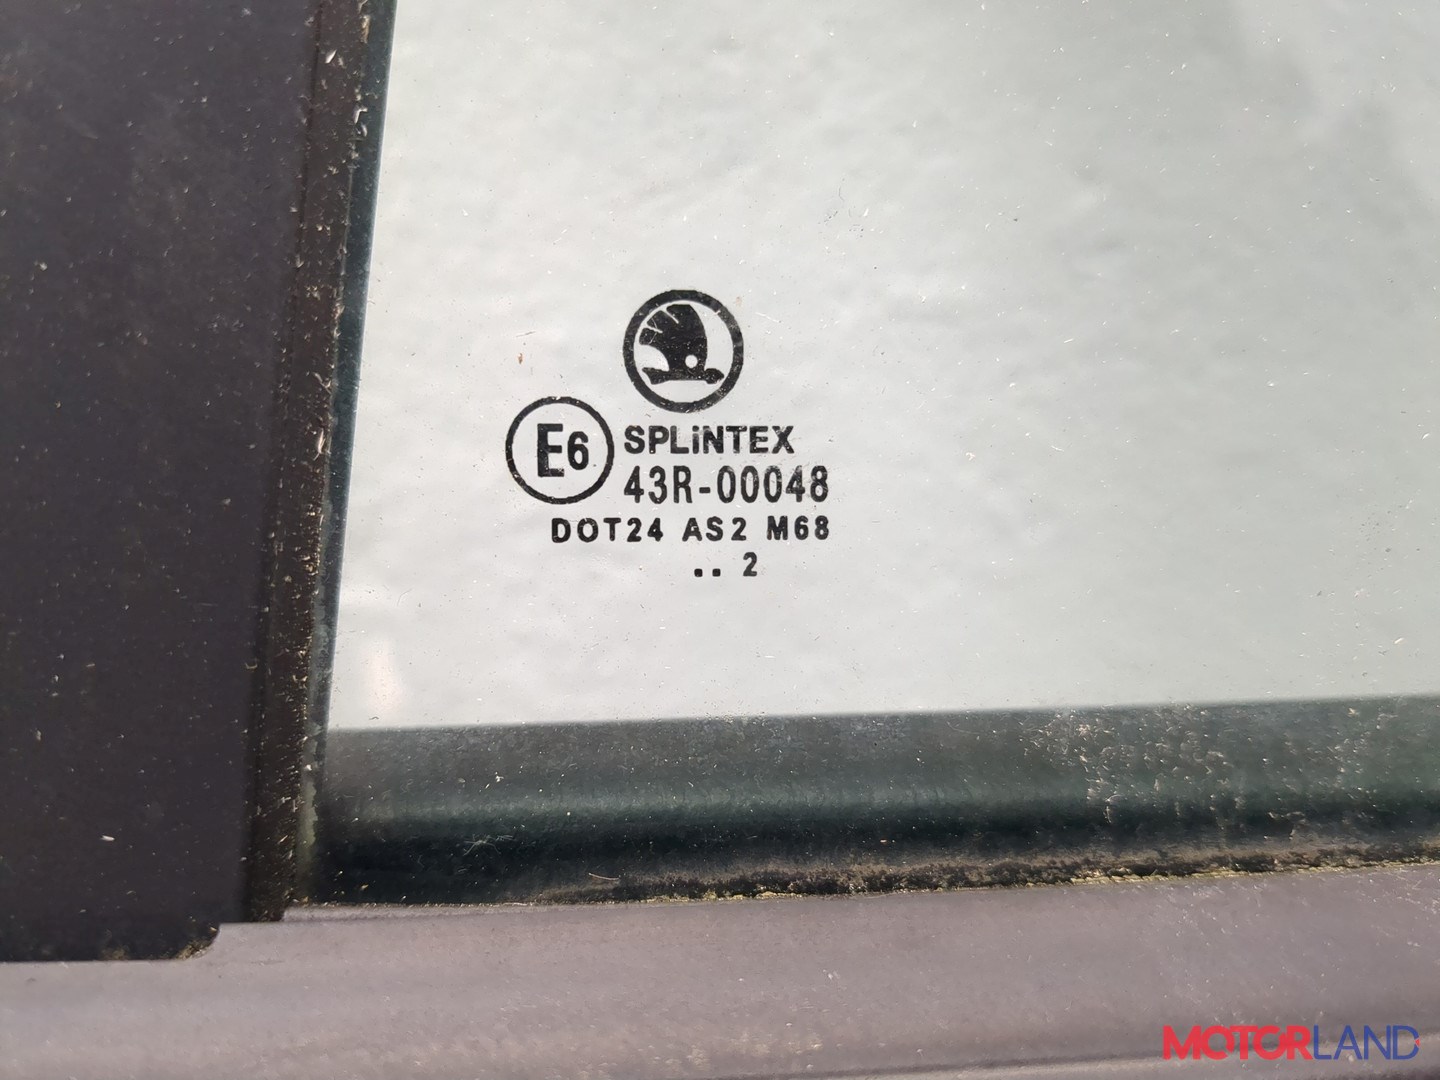 E6
SPLiNTEX
43R-00048
DOT24 AS2 M68
.. 2
MOTORLAND